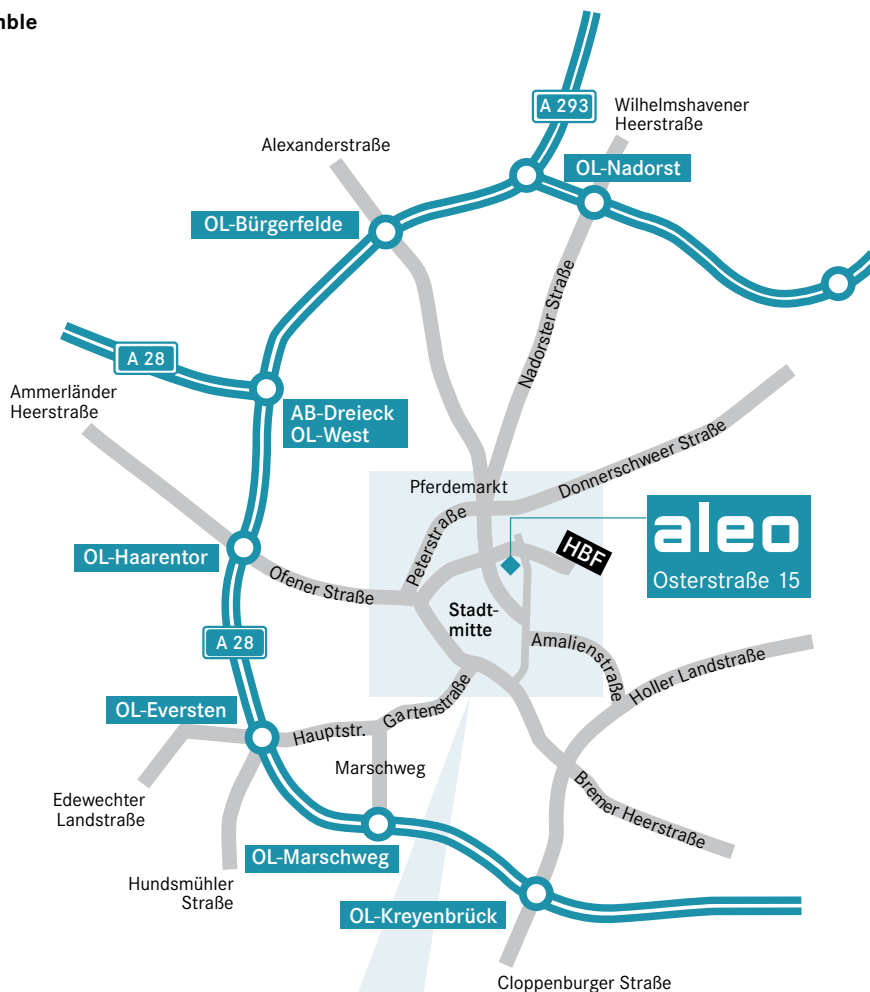 A 293
Wilhelmshavener
Heerstraße
Alexanderstraße
OL-Nadorst
OL-Bürgerfelde
Nadorster Straße
A 28
Ammerländer
Heerstraße
AB-Dreieck
OL-West
Donnerschweer Straße
Pferdemarkt
Peterstraße
aleo
Osterstraße 15
HBF
OL-Haarentor
Ofener Straße
Stadt-
mitte
A 28
Amalienstraße
Holler Landstraße
OL-Eversten
Gartenstraße
Hauptstr.
Marschweg
Edewechter
Landstraße
Bremer Heerstraße
OL-Marschweg
Hundsmühler
Straße
OL-Kreyenbrück
Cloppenburger Straße